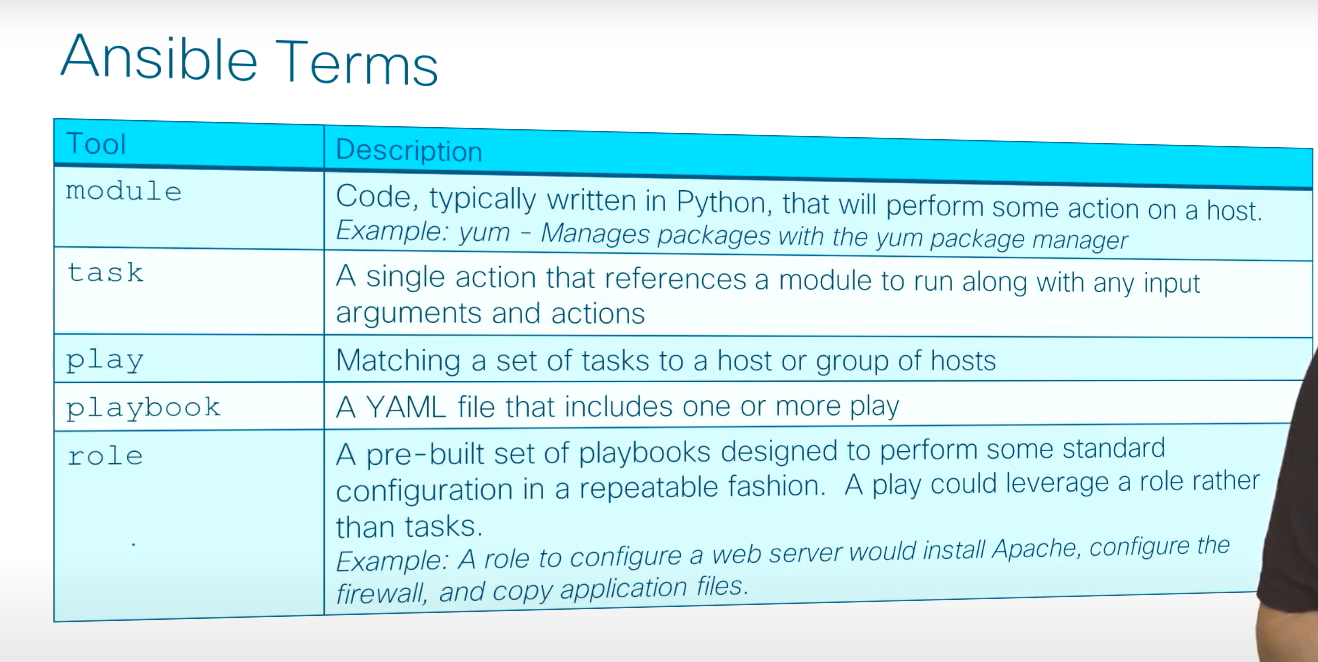 Ansible Terms
Tool
Description
module
Code, typically written in Python, that will perform some action on a host.
Example: yum - Manages packages with the yum package manager
task
A single action that references a module to run along with any input
arguments and actions
play
Matching a set of tasks to a host or group of hosts
playbook
A YAML file that includes one or more play
role
A pre-built set of playbooks designed to perform some standard
configuration in a repeatable fashion. A play could leverage a role rather
than tasks.
Example: A role to configure a web server would install Apache, configure the
firewall, and copy application files.